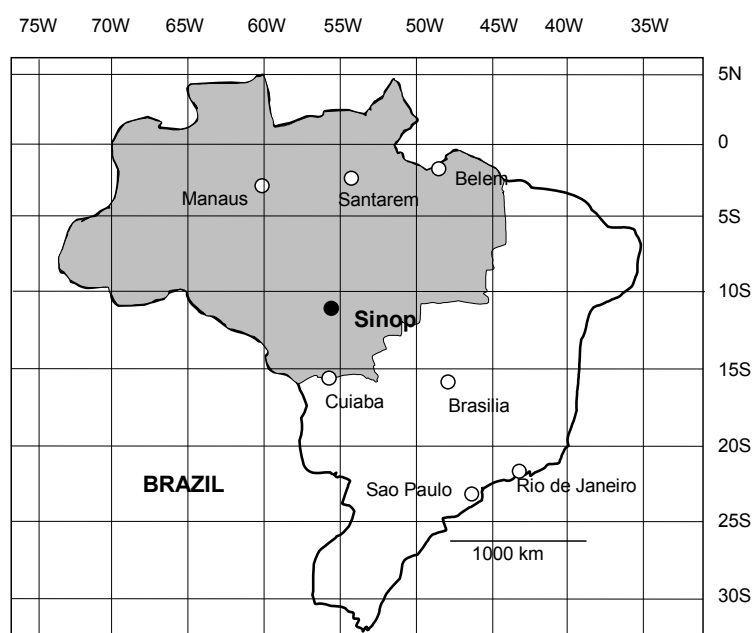 75W 70W 65W 60W 55W 50W 45W 40W 35W
5N
0
Belem
Manaus
Santarem
5S
10S
Sinop
15S
Cuiaba
Brasilia
20S
BRAZIL
Sao Paulo
Rio de Janeiro
25S
1000 km
30S